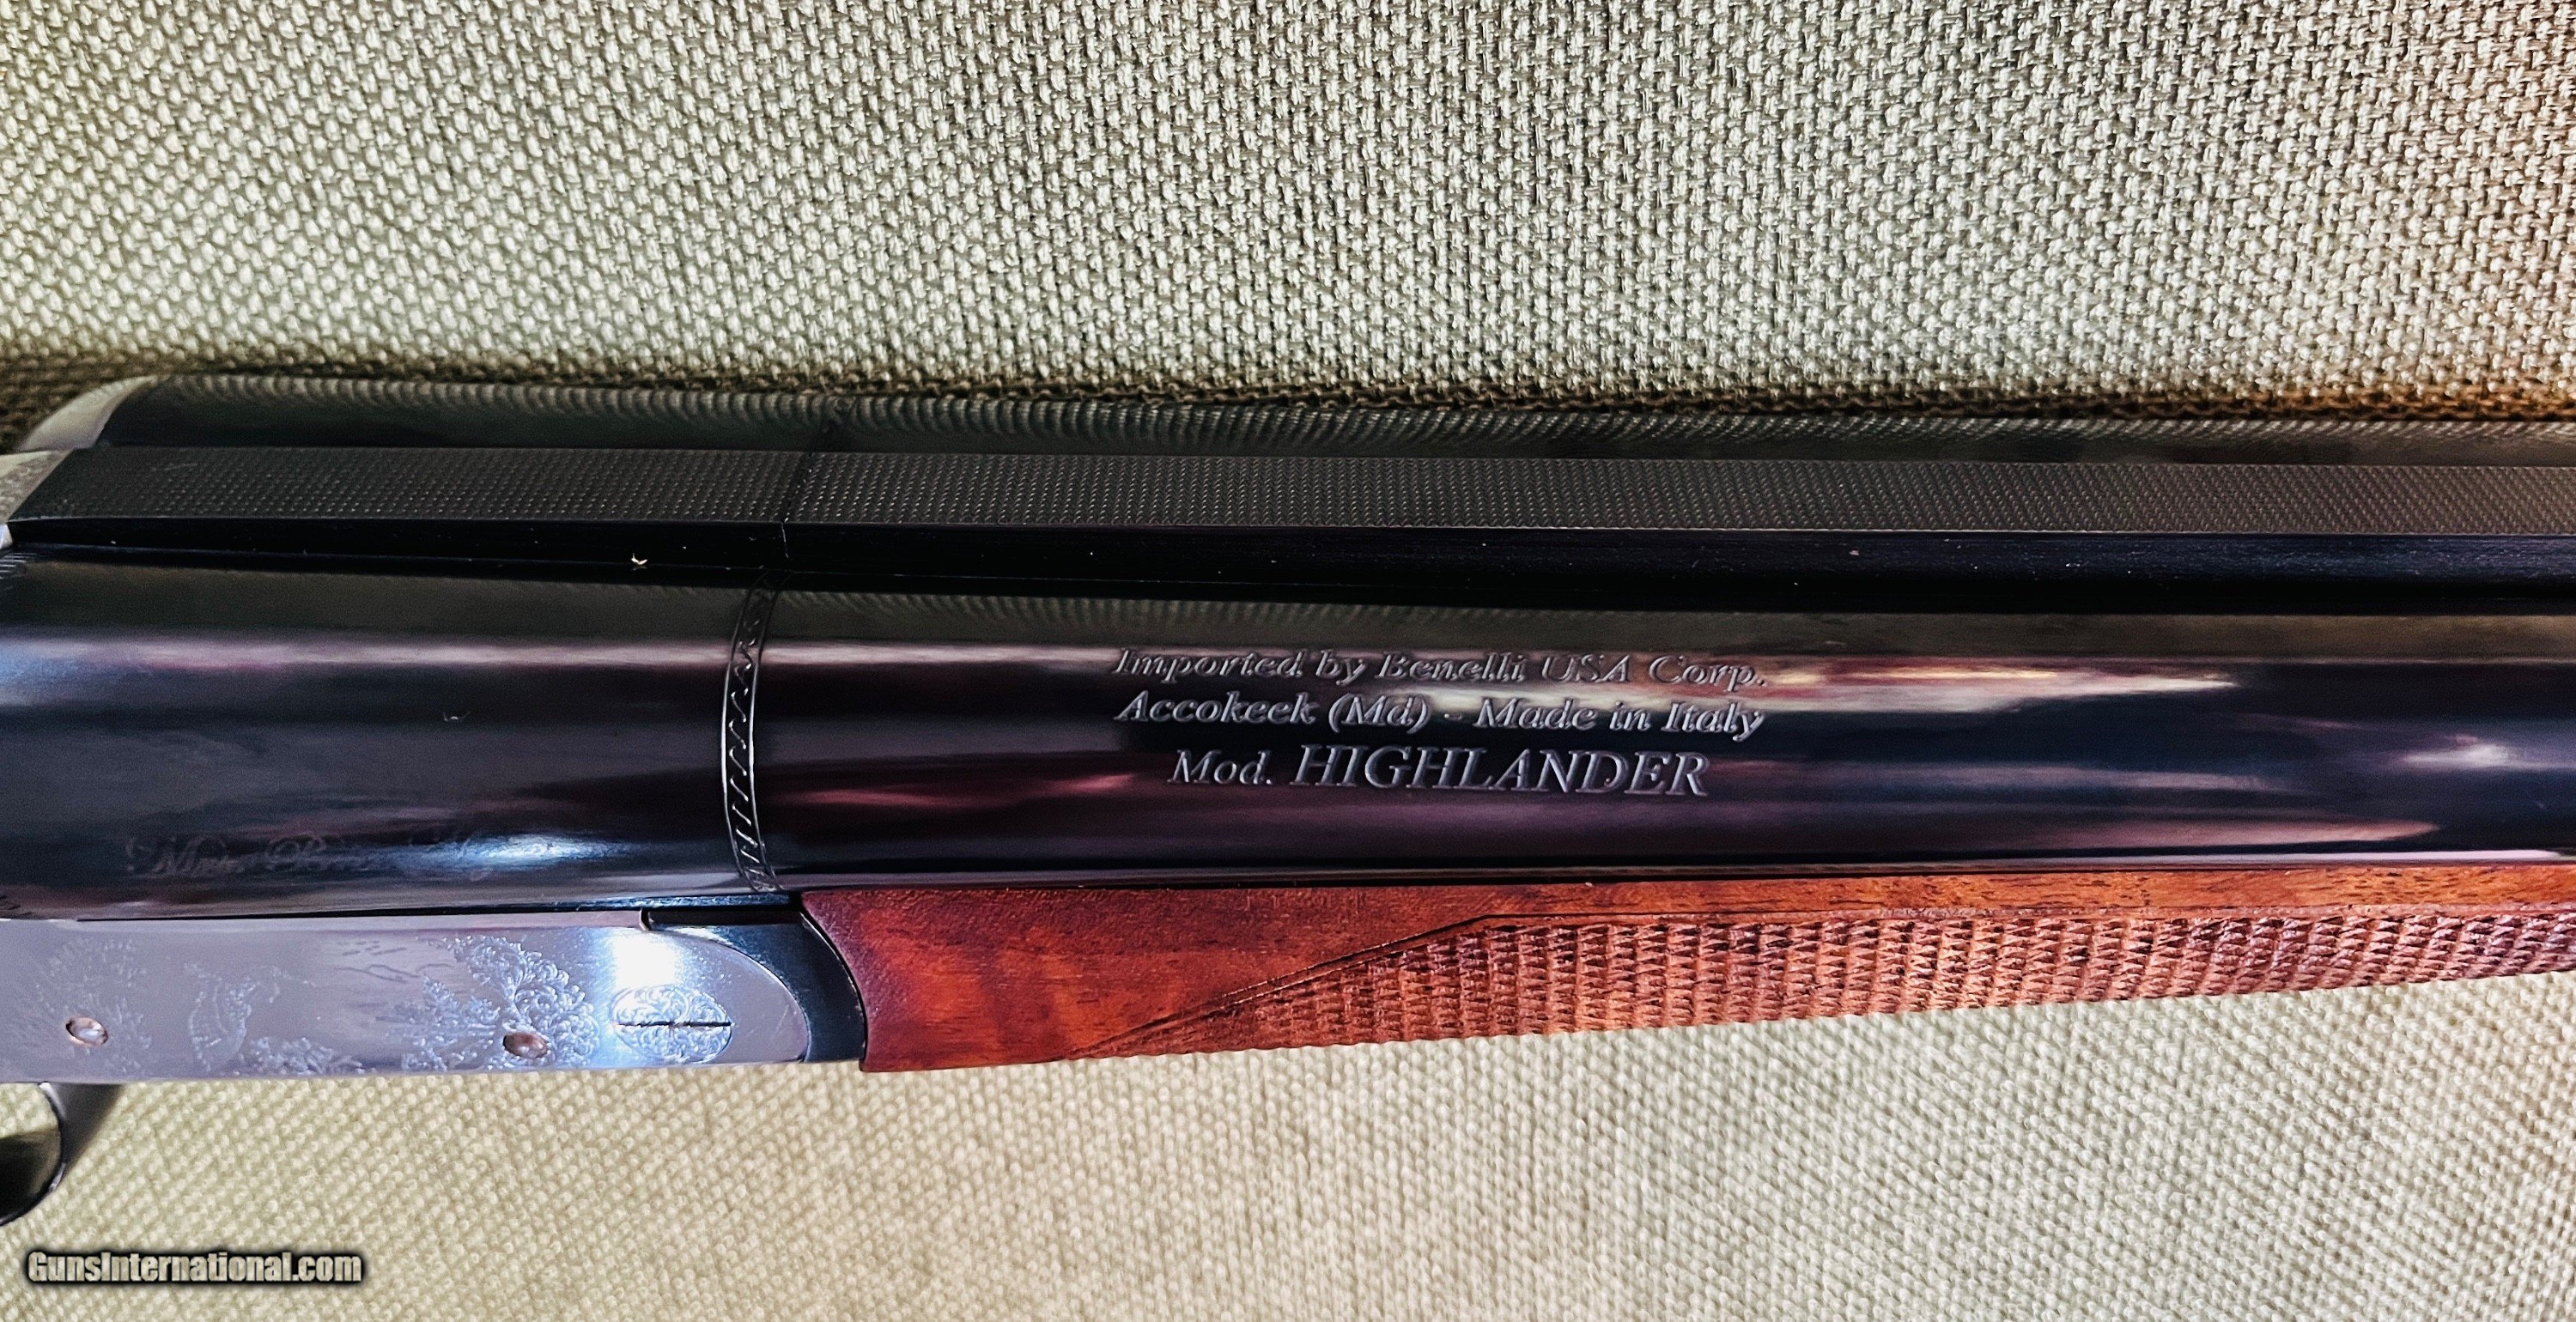 Imported by Benelli USA Corp.
Accokeek (Md) - Made in Italy
Mod. HIGHLANDER
GunsInternational.com